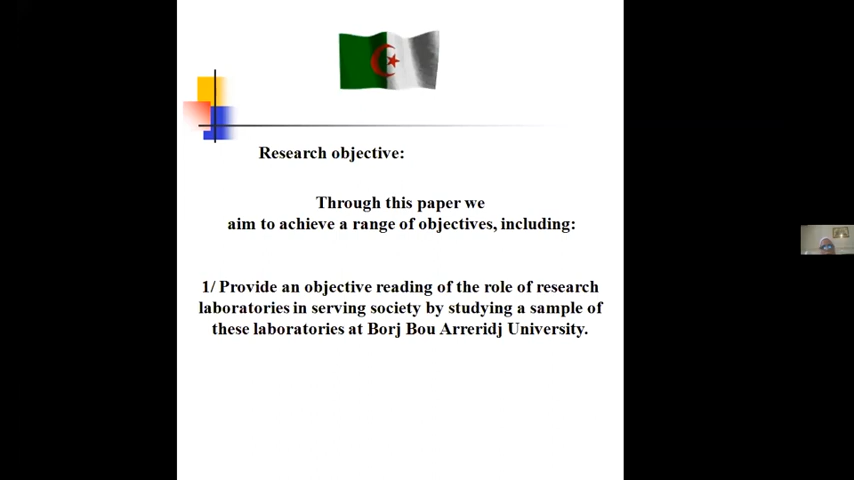 Research objective:
Through this paper we
aim to achieve a range of objectives, including:
1/ Provide an objective reading of the role of research
laboratories in serving society by studying a sample of
these laboratories at Borj Bou Arreridj University.